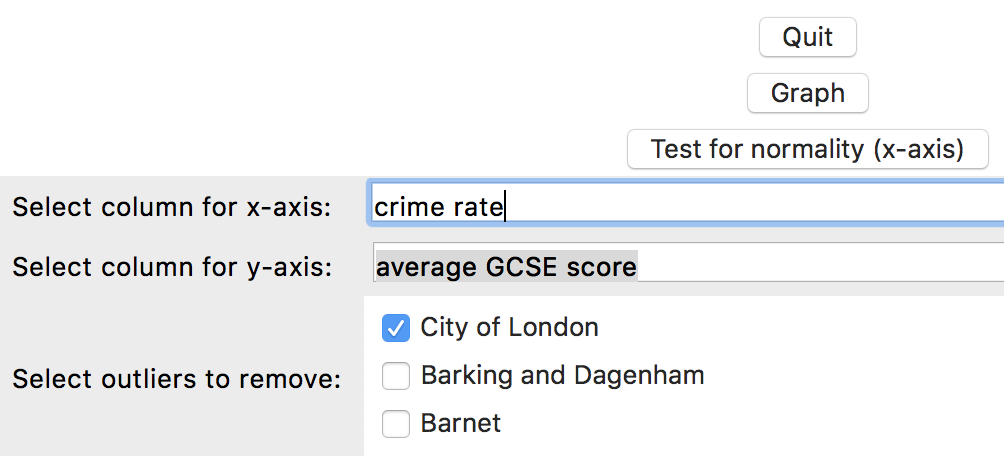 Quit
Graph
Test for normality (x-axis)
Select column for x-axis: crime rate
Select column for y-axis: average GCSE score
City of London
Select outliers to remove: Barking and Dagenham
Barnet